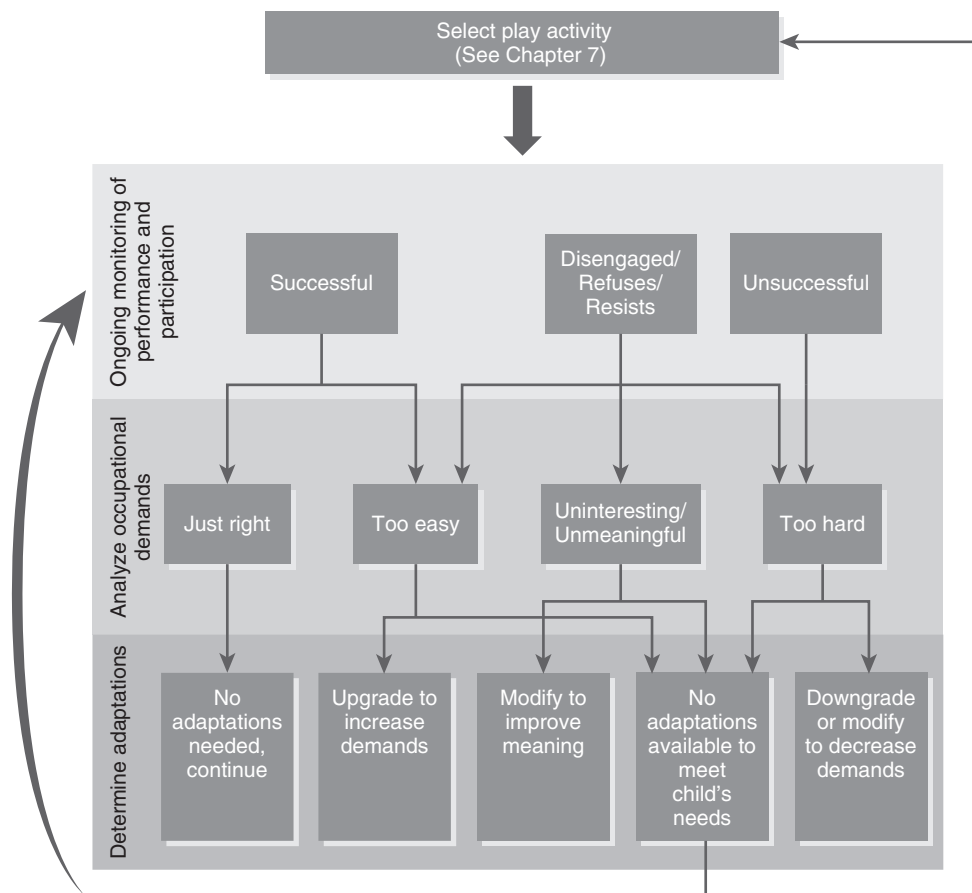 Select play activity
(See Chapter 7)
Ongoing monitoring of
performance and
participation
Successful
Disengaged/
Refuses/
Resists
Unsuccessful
Analyze occupational
demands
Just right
Too easy
Uninteresting/
Unmeaningful
Too hard
Determine adaptations
No
adaptations
needed,
continue
Upgrade to
increase
demands
Modify to
improve
meaning
No
adaptations
available to
meet
child's
needs
Downgrade
or modify
to decrease
demands